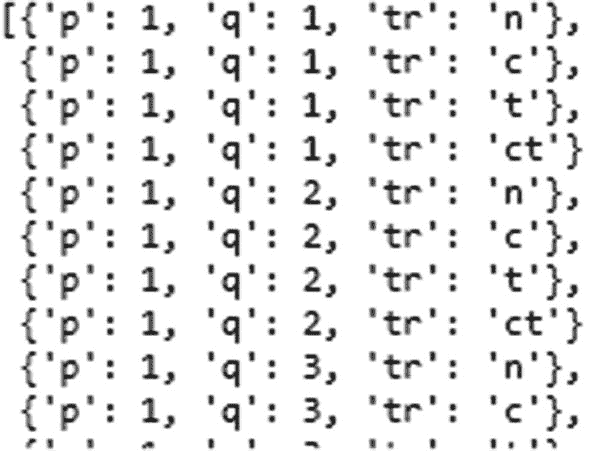 [{'p': 1, 'q': 1, 'tr': 'n'},
{'p': 1, 'q': 1, 'tr': 'c'},
{'p': 1, 'q': 1, 'tr': 't'},
{'p': 1, 'q': 1, 'tr': 'ct'}
{'p': 1, 'q': 2, 'tr': 'n'},
{'p': 1, 'q': 2, 'tr': 'c'},
{'p': 1, 'q': 2, 'tr': 't'},
{'p': 1, 'q': 2, 'tr': 'ct'}
{'p': 1, 'q': 3, 'tr': 'n'},
{'p': 1, 'q': 3, 'tr': 'c'},